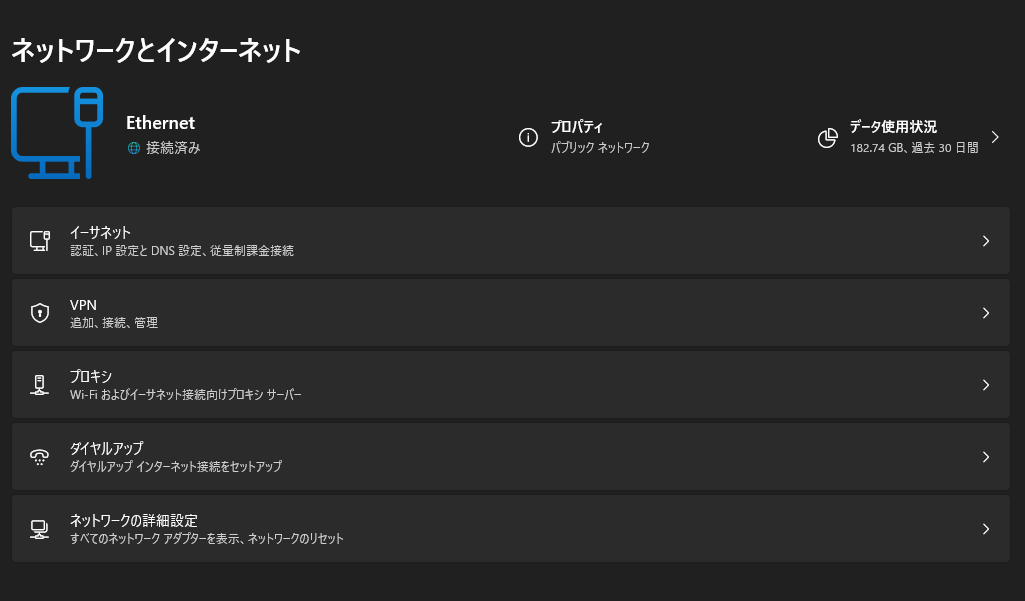 ネットワークとインターネット
Ethernet
接続済み
プロパティ
パブリック ネットワーク
データ使用状況
182.74 GB、過去 30 日間
イーサネット
認証、IP 設定と DNS 設定、従量制課金接続
VPN
追加、接続、管理
プロキシ
Wi-Fi およびイーサネット接続向けプロキシ サーバー
ダイヤルアップ
ダイヤルアップ インターネット接続をセットアップ
ネットワークの詳細設定
すべてのネットワーク アダプターを表示、ネットワークのリセット